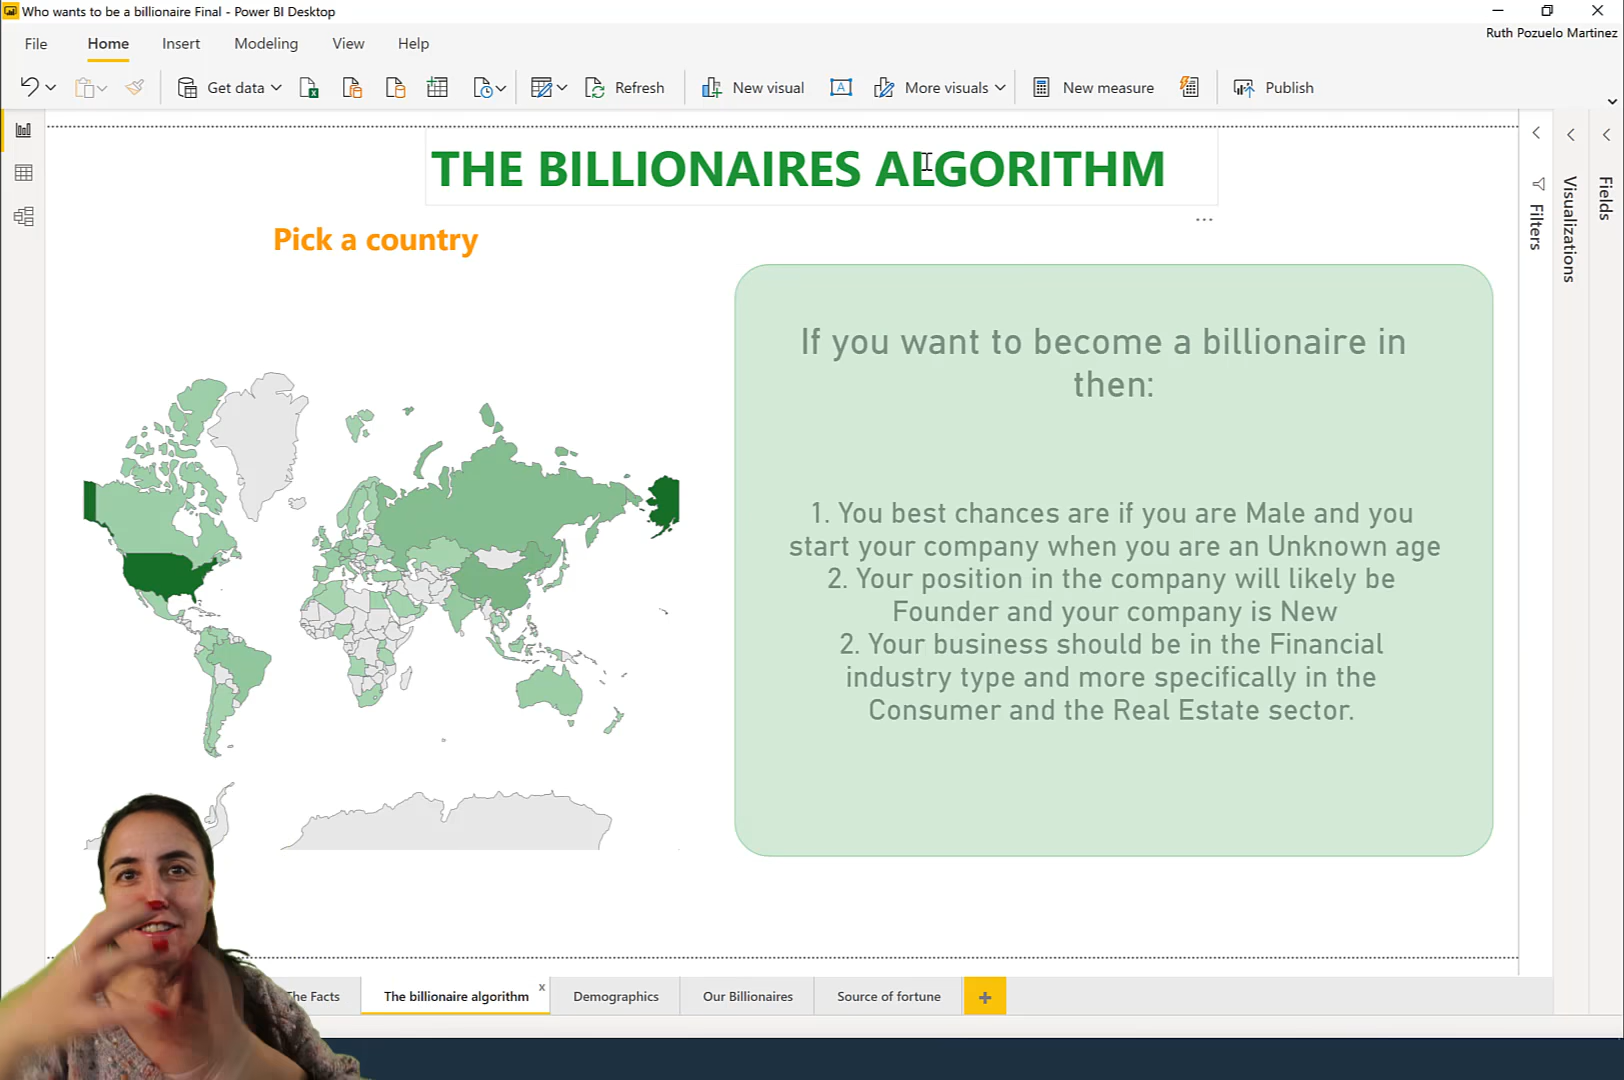 Who wants to be a billionaire Final - Power BI Desktop
Ruth Pozuelo Martinez
File Home Insert Modeling View Help
Get data Refresh New visual More visuals New measure Publish
THE BILLIONAIRES ALGORITHM
Pick a country
If you want to become a billionaire in
then:
1. You best chances are if you are Male and you
start your company when you are an Unknown age
2. Your position in the company will likely be
Founder and your company is New
2. Your business should be in the Financial
industry type and more specifically in the
Consumer and the Real Estate sector.
Filters
Visualizations
Fields
The Facts The billionaire algorithm x Demographics Our Billionaires Source of fortune +